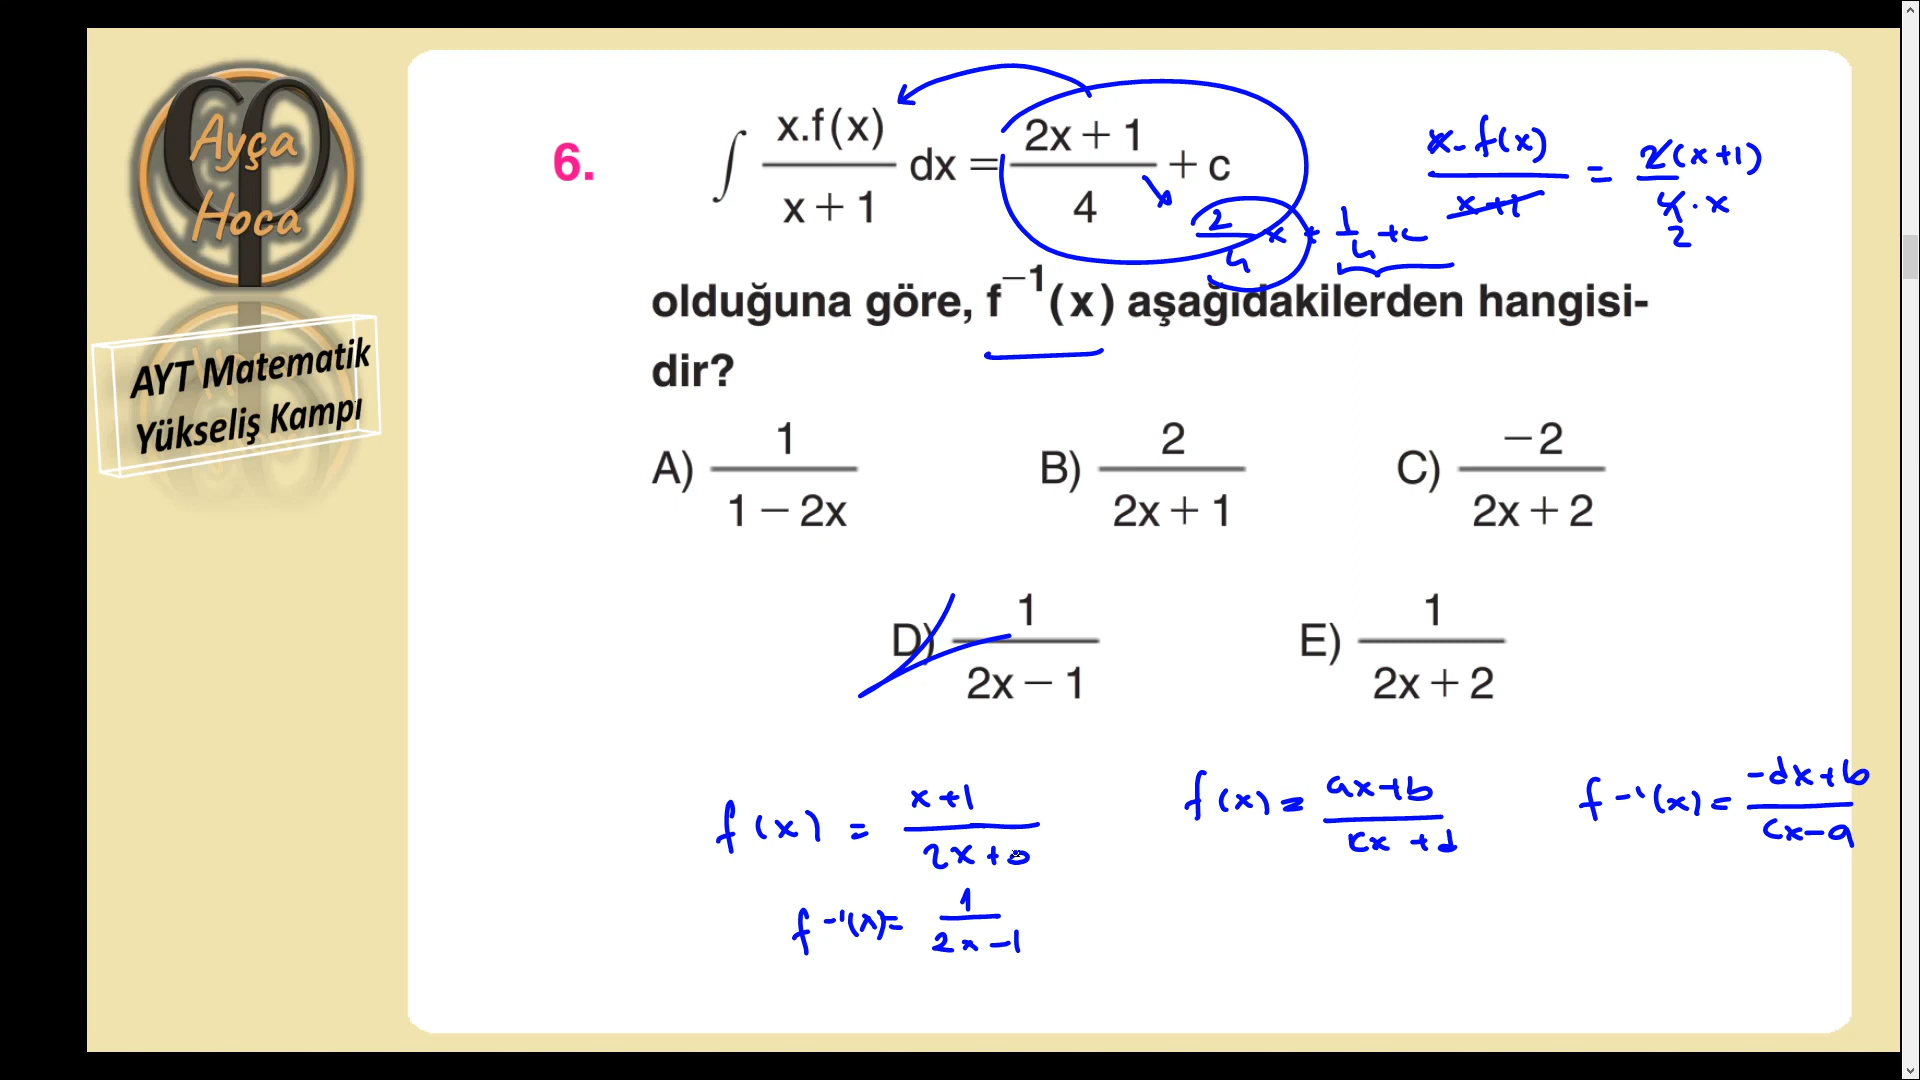 Ayça
Hoca
AYT Matematik
Yükseliş Kampı
6. ∫ x.f(x) / x + 1 dx = 2x + 1 / 4 + c
2/4 x + 1/4 + c
x. f(x) / x+1 = 2(x+1) / 4.x
2
olduğuna göre, f⁻¹(x) aşağıdakilerden hangisi-
dir?
A) 1 / 1 − 2x B) 2 / 2x + 1 C) −2 / 2x + 2
D) 1 / 2x − 1 E) 1 / 2x + 2
f(x) = x+1 / 2x+0 f(x) = ax+b / cx+d f⁻¹(x) = -dx+b / cx-a
f⁻¹(x) = 1 / 2x-1